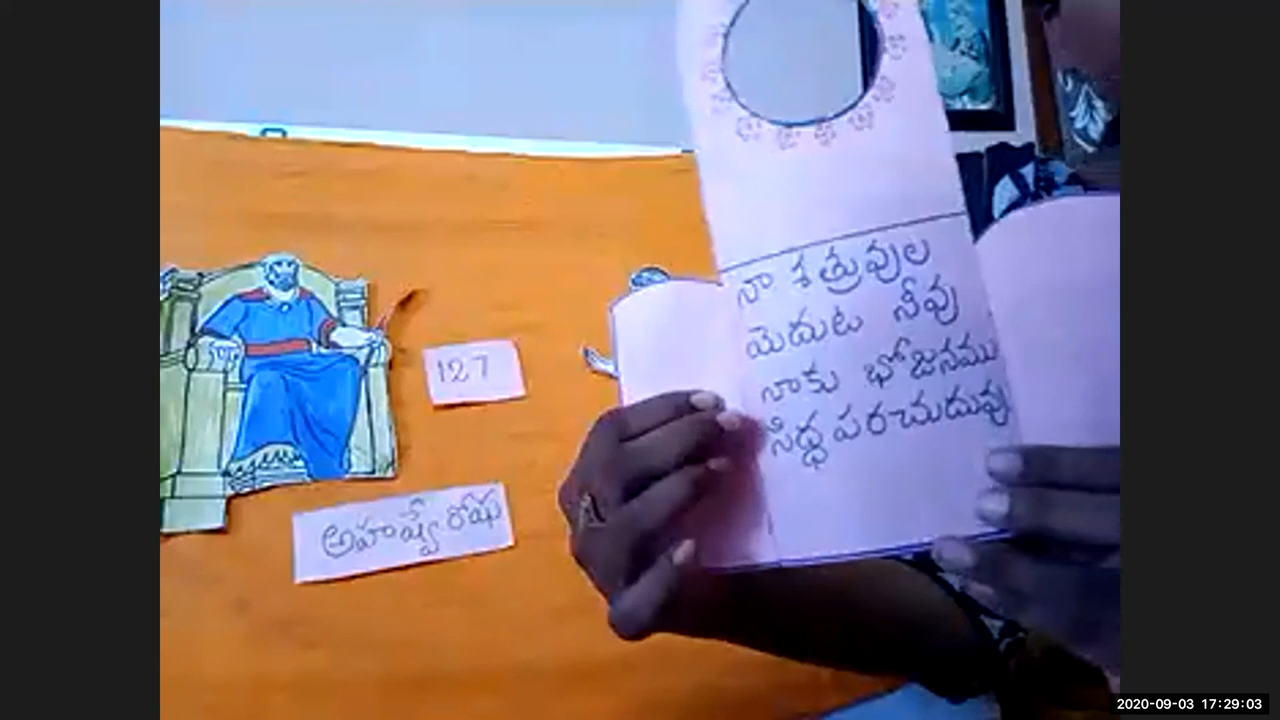 నా శత్రువుల
యెదుట నీవు
నాకు భోజనము
సిద్ధపరచుదువు
127
అహష్వేరోషు
2020-09-03 17:29:03